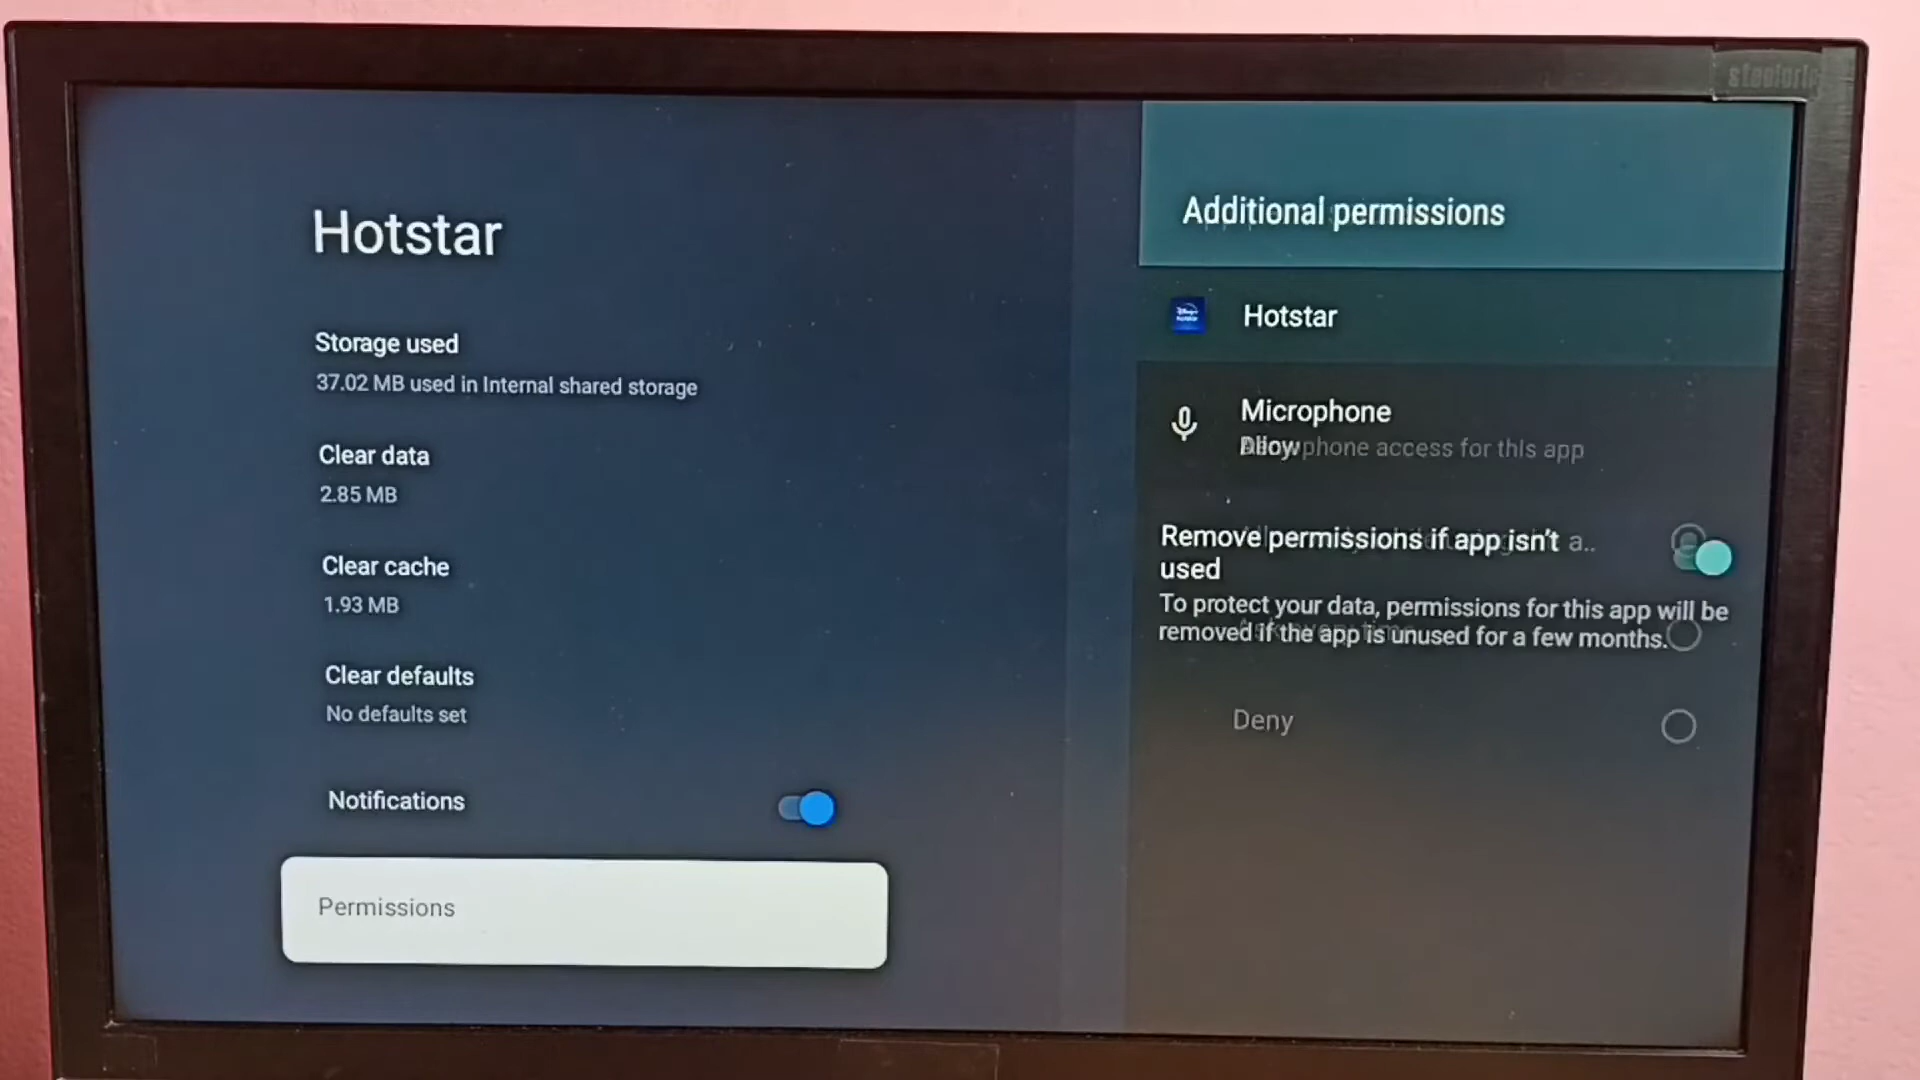 Hotstar
Storage used
37.02 MB used in Internal shared storage
Clear data
2.85 MB
Clear cache
1.93 MB
Clear defaults
No defaults set
Notifications
Permissions
Additional permissions
Hotstar
Microphone
Allow
phone access for this app
Remove permissions if app isn't a..
used
To protect your data, permissions for this app will be
removed if the app is unused for a few months.
Deny